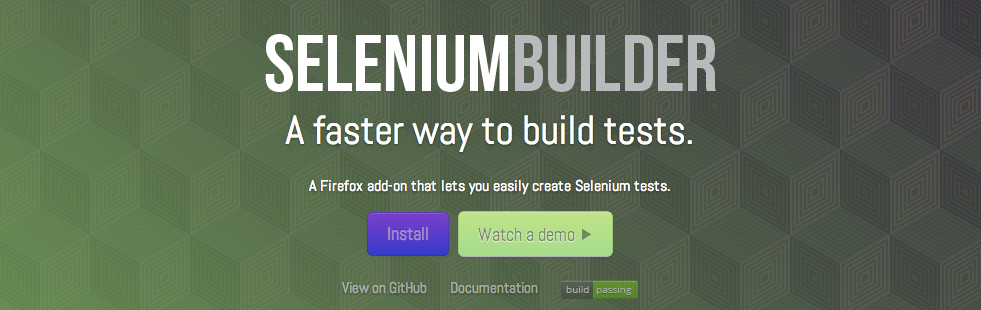 SELENIUMBUILDER
A faster way to build tests.
A Firefox add-on that lets you easily create Selenium tests.
Install Watch a demo
View on GitHub Documentation build passing